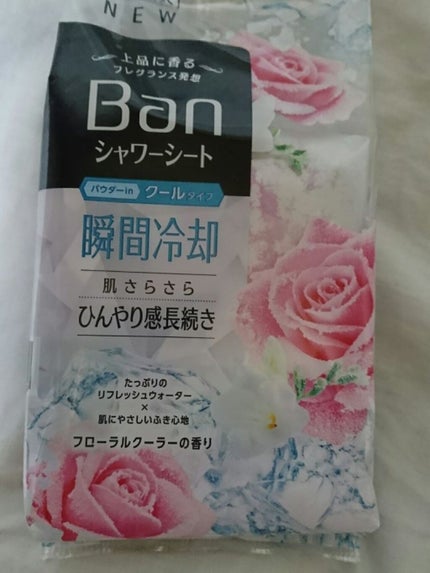 NEW
上品に香る
フレグランス発想
Ban
シャワーシート
パウダーin クールタイプ
瞬間冷却
肌さらさら
ひんやり感長続き
たっぷりの
リフレッシュウォーター
×
肌にやさしいふき心地
フローラルクーラーの香り